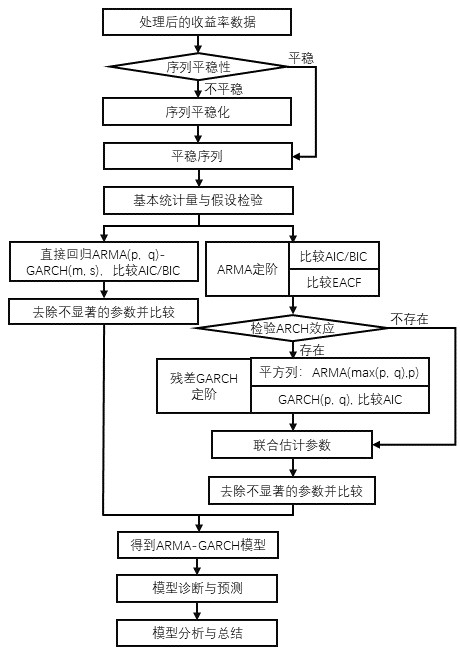 处理后的收益率数据
序列平稳性
平稳
不平稳
序列平稳化
平稳序列
基本统计量与假设检验
直接回归ARMA(p, q)-
GARCH(m, s)，比较AIC/BIC
去除不显著的参数并比较
ARMA定阶
比较AIC/BIC
比较EACF
检验ARCH效应
不存在
存在
残差GARCH
定阶
平方列：ARMA(max(p, q),p)
GARCH(p, q), 比较AIC
联合估计参数
去除不显著的参数并比较
得到ARMA-GARCH模型
模型诊断与预测
模型分析与总结